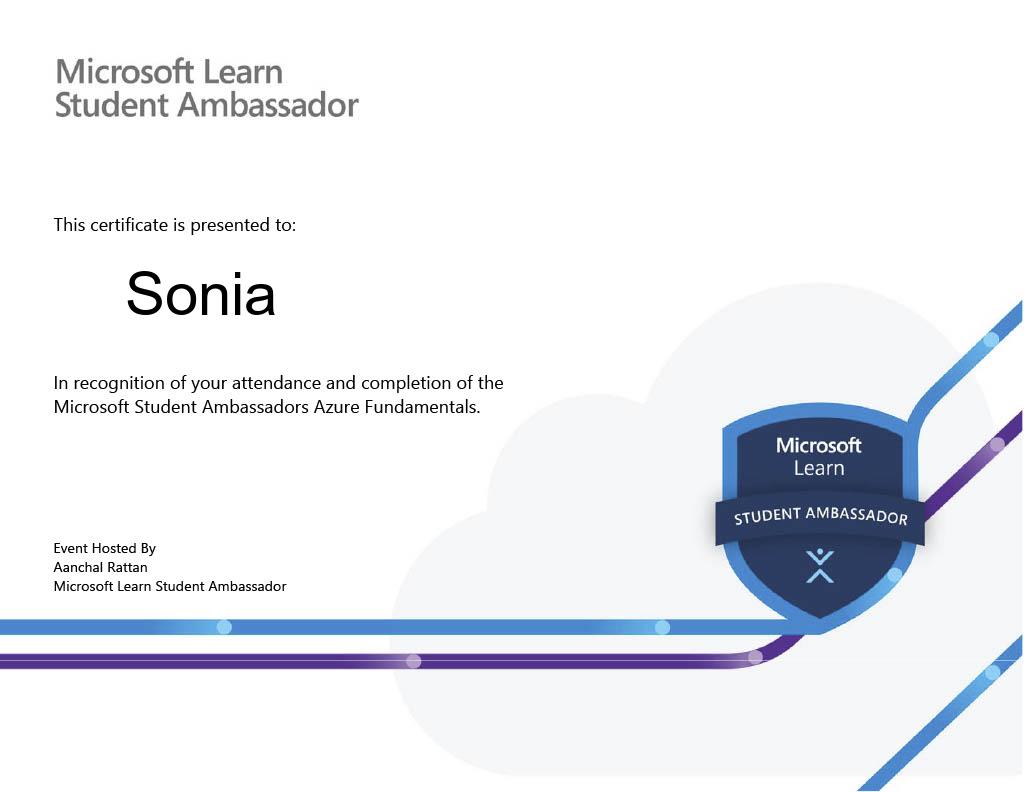 Microsoft Learn
Student Ambassador
This certificate is presented to:
Sonia
In recognition of your attendance and completion of the
Microsoft Student Ambassadors Azure Fundamentals.
Microsoft
Learn
STUDENT AMBASSADOR
Event Hosted By
Aanchal Rattan
Microsoft Learn Student Ambassador